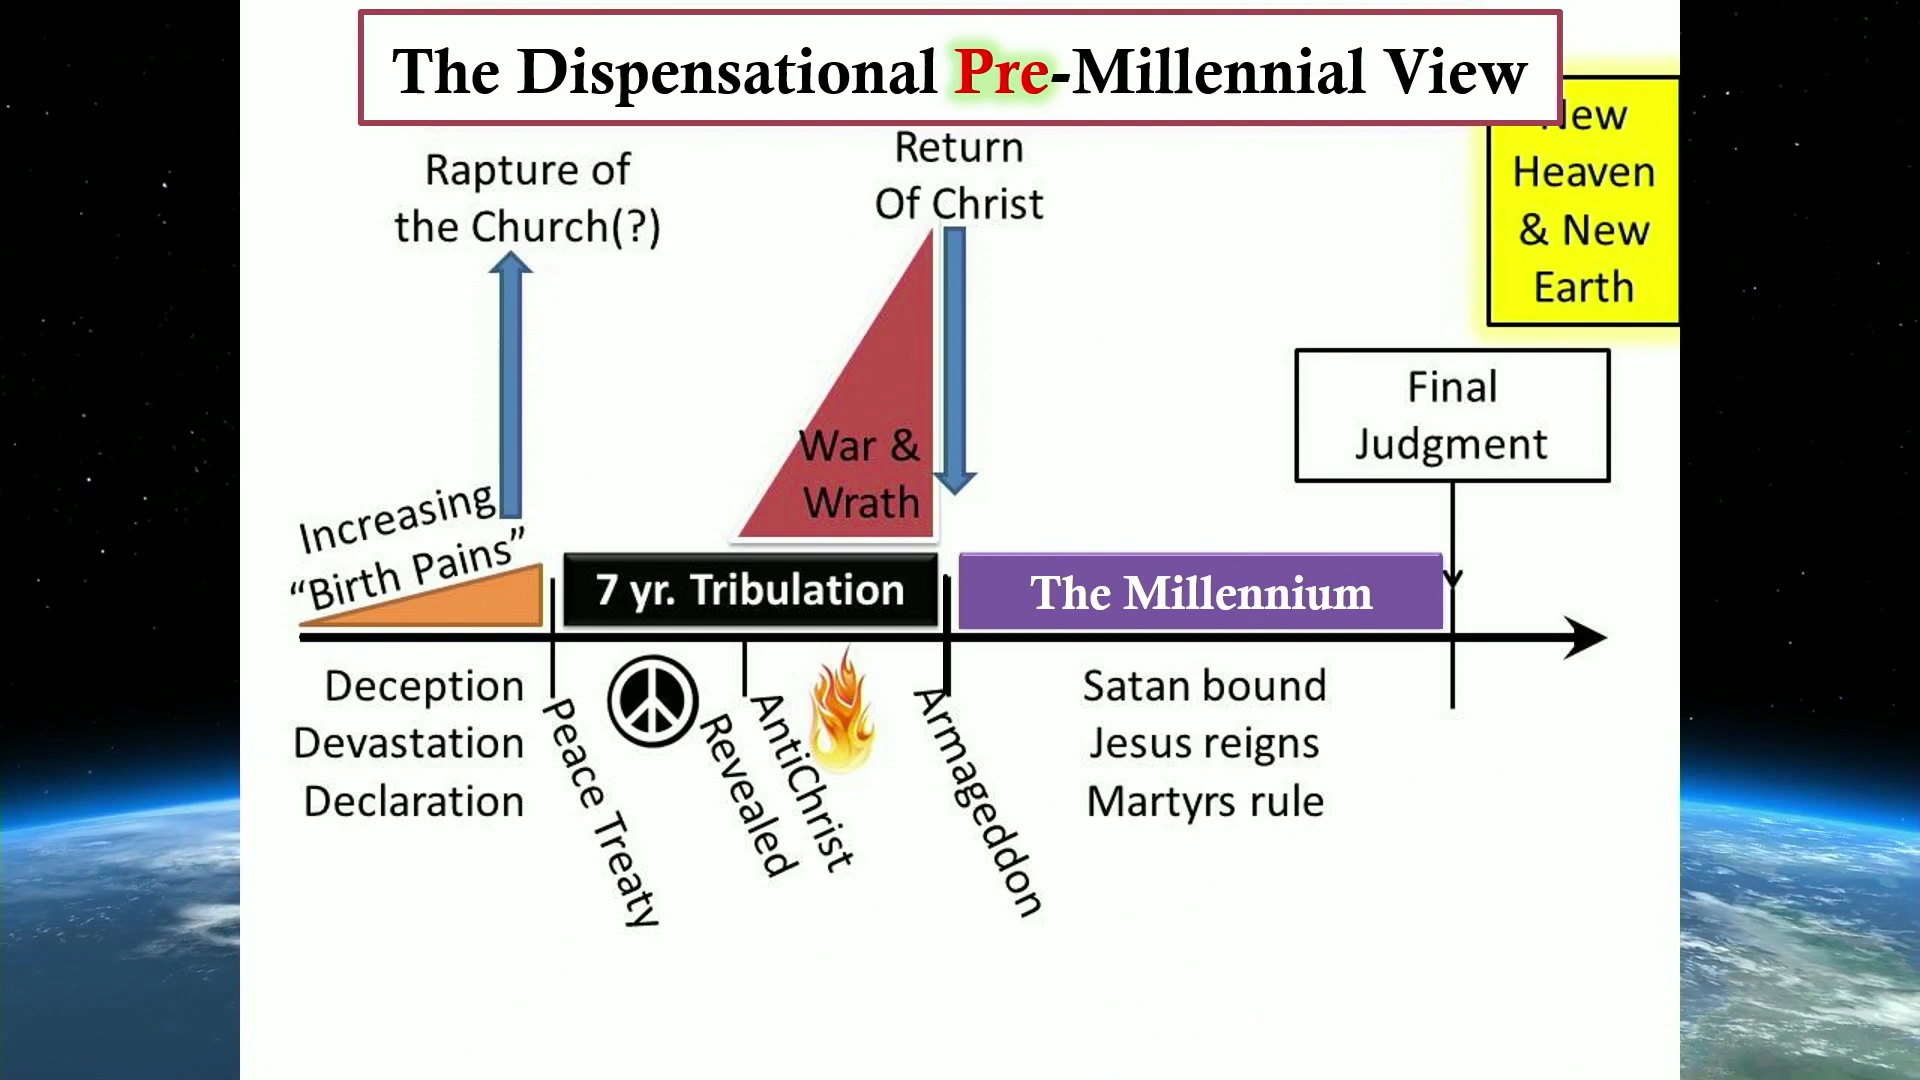 The Dispensational Pre-Millennial View
Rapture of
the Church(?)
Return
Of Christ
New
Heaven
& New
Earth
Final
Judgment
War &
Wrath
Increasing
“Birth Pains”
7 yr. Tribulation
The Millennium
Deception
Devastation
Declaration
Peace Treaty
AntiChrist
Revealed
Armageddon
Satan bound
Jesus reigns
Martyrs rule